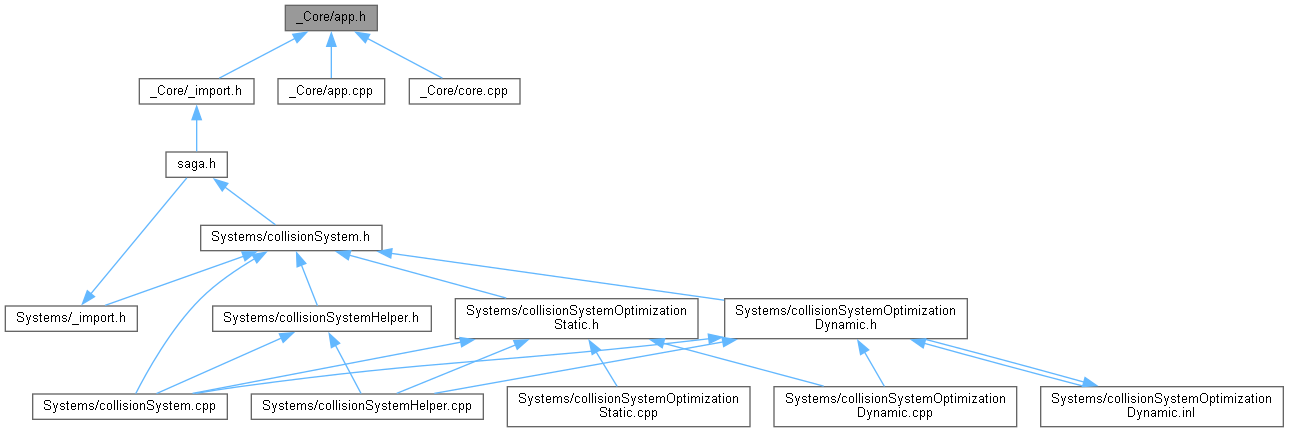 _Core/app.h
_Core/_import.h
_Core/app.cpp
_Core/core.cpp
saga.h
Systems/collisionSystem.h
Systems/_import.h
Systems/collisionSystemHelper.h
Systems/collisionSystemOptimization
Static.h
Systems/collisionSystemOptimization
Dynamic.h
Systems/collisionSystem.cpp
Systems/collisionSystemHelper.cpp
Systems/collisionSystemOptimization
Static.cpp
Systems/collisionSystemOptimization
Dynamic.cpp
Systems/collisionSystemOptimization
Dynamic.inl